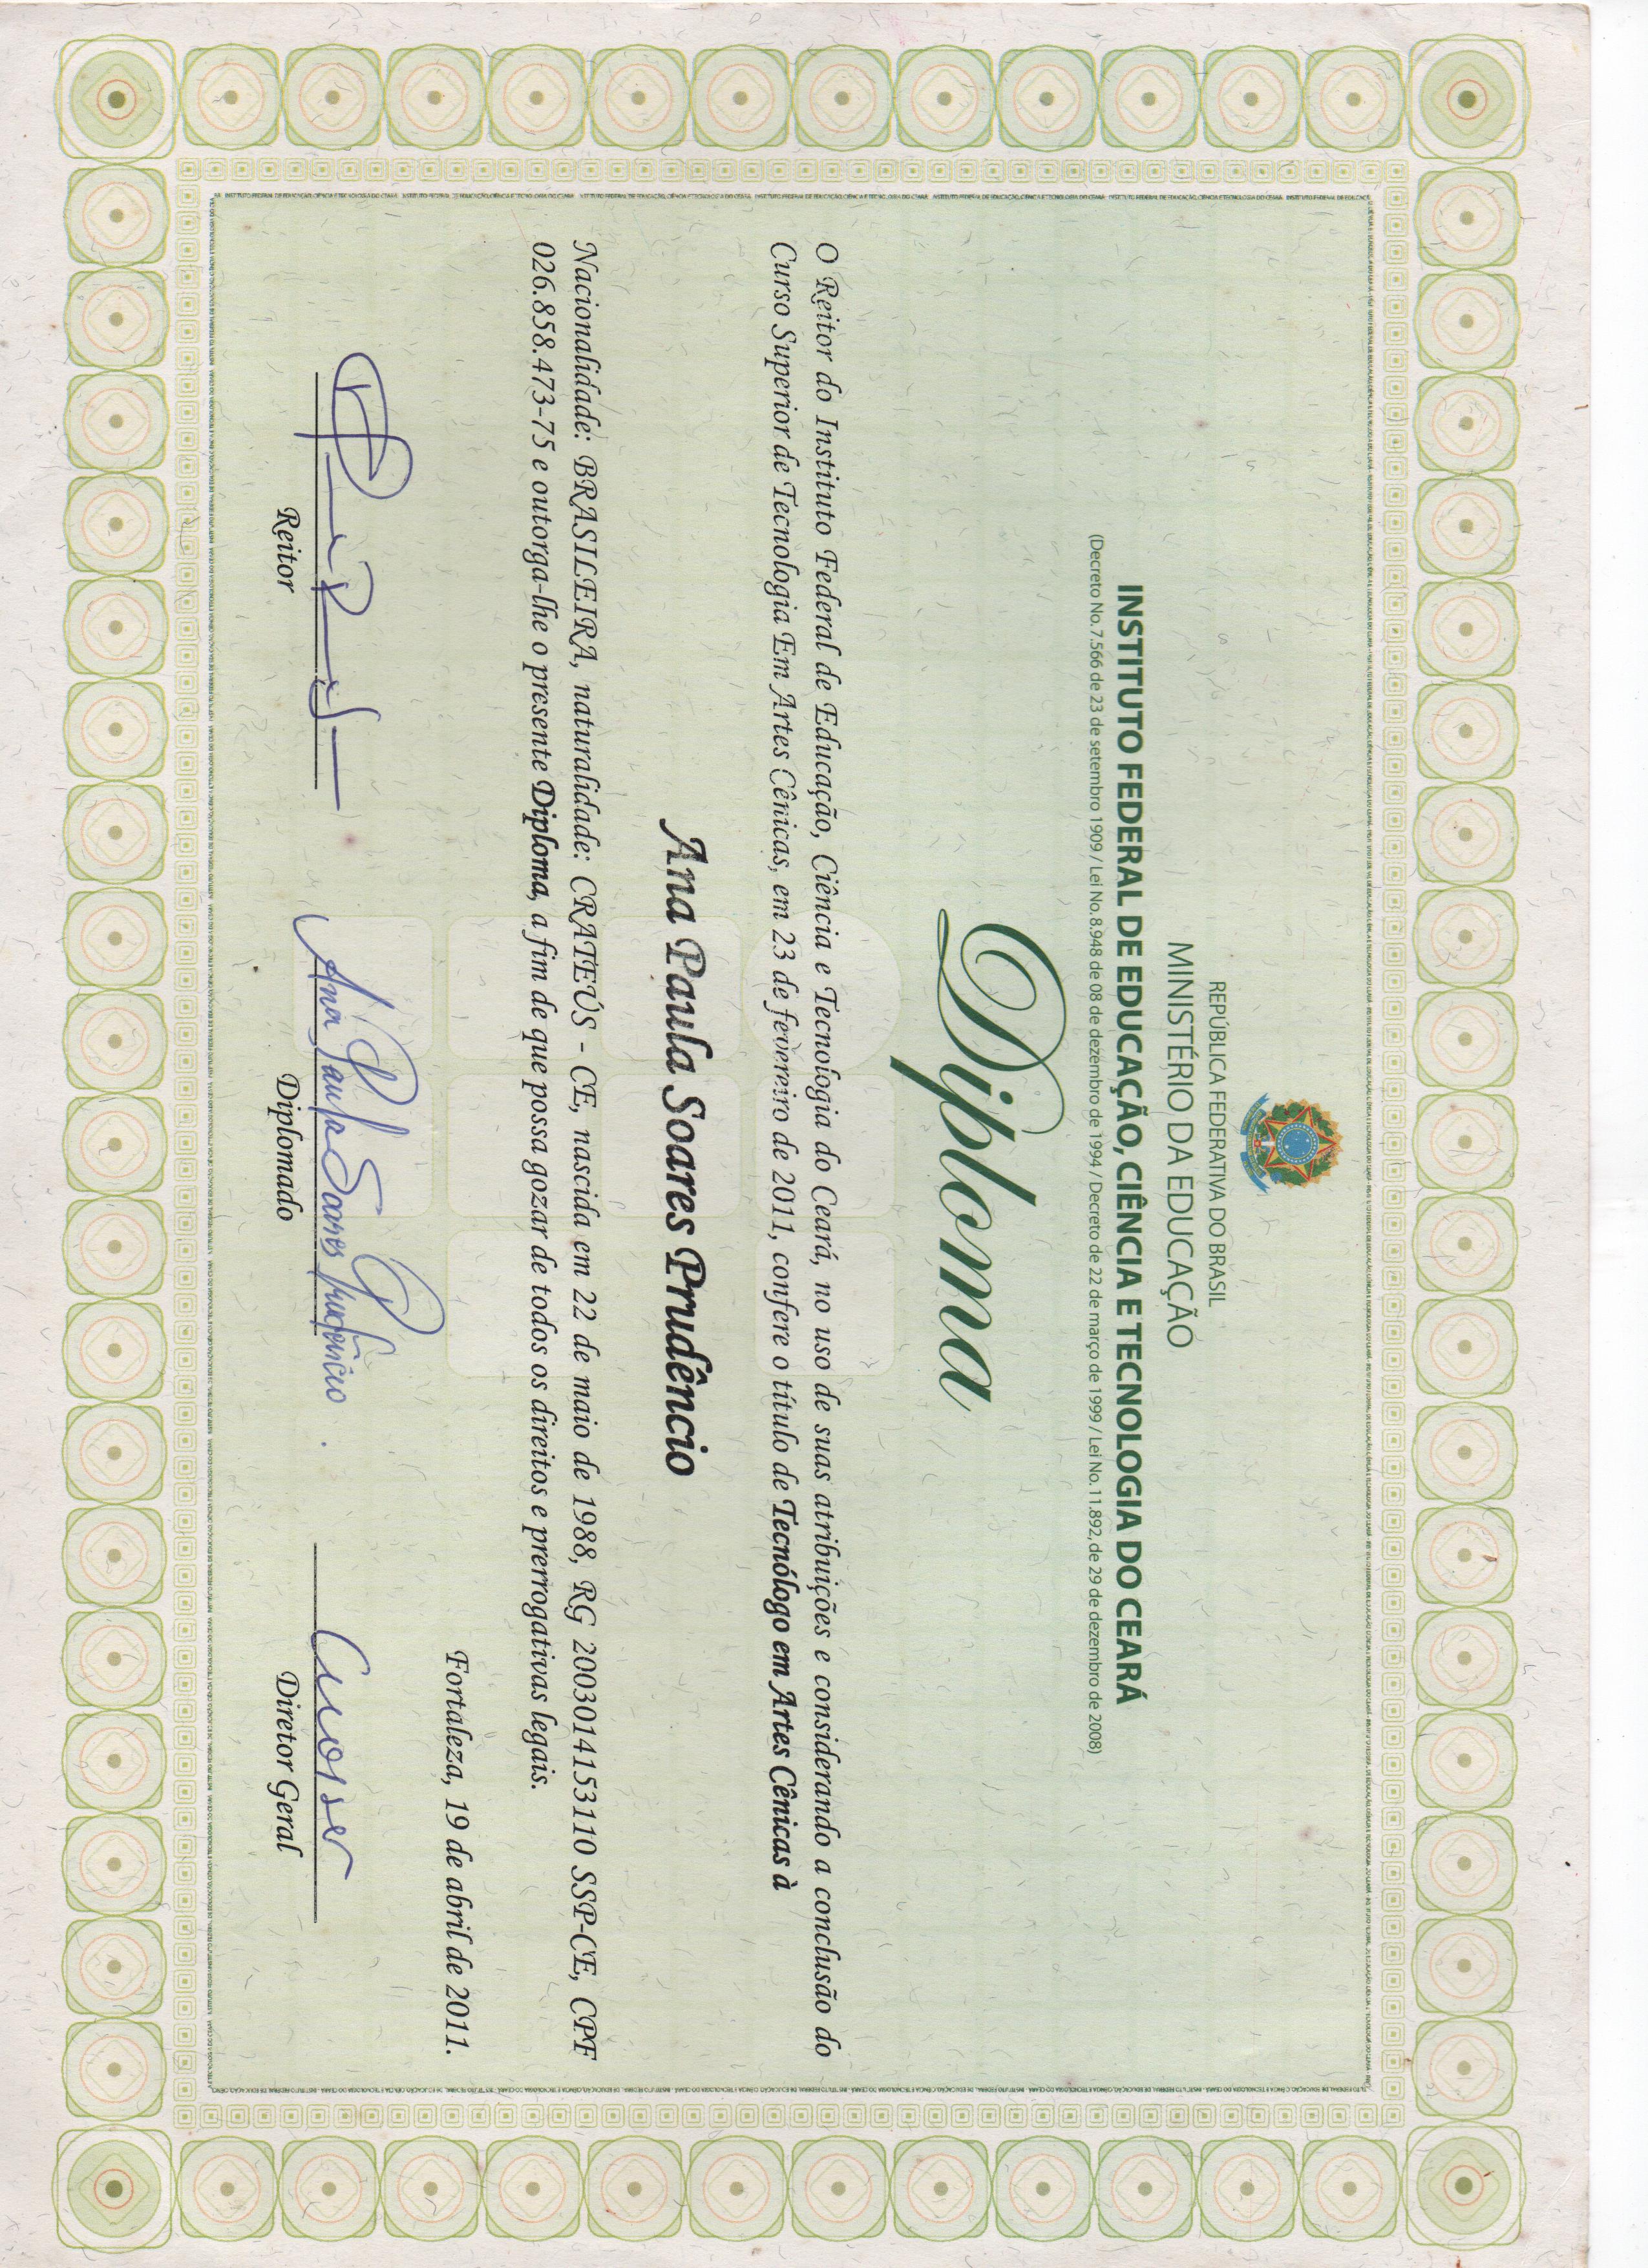 REPÚBLICA FEDERATIVA DO BRASIL
MINISTÉRIO DA EDUCAÇÃO
INSTITUTO FEDERAL DE EDUCAÇÃO, CIÊNCIA E TECNOLOGIA DO CEARÁ
(Decreto No. 7.566 de 23 de setembro 1909 / Lei No. 8.948 de 08 de dezembro de 1994 / Decreto de 22 de março de 1999 / Lei No. 11.892, de 29 de dezembro de 2008)
Diploma
O Reitor do Instituto Federal de Educação, Ciência e Tecnologia do Ceará, no uso de suas atribuições e considerando a conclusão do
Curso Superior de Tecnologia Em Artes Cênicas, em 23 de fevereiro de 2011, confere o título de Tecnólogo em Artes Cênicas à
Ana Paula Soares Prudêncio
Nacionalidade: BRASILEIRA, naturalidade: CRATEÚS - CE, nascida em 22 de maio de 1988, RG 2003014153110 SSP-CE, CPF
026.858.473-75 e outorga-lhe o presente Diploma, a fim de que possa gozar de todos os direitos e prerrogativas legais.
Fortaleza, 19 de abril de 2011.
Ana Paula Soares Prudêncio
Reitor
Diplomado
Diretor Geral